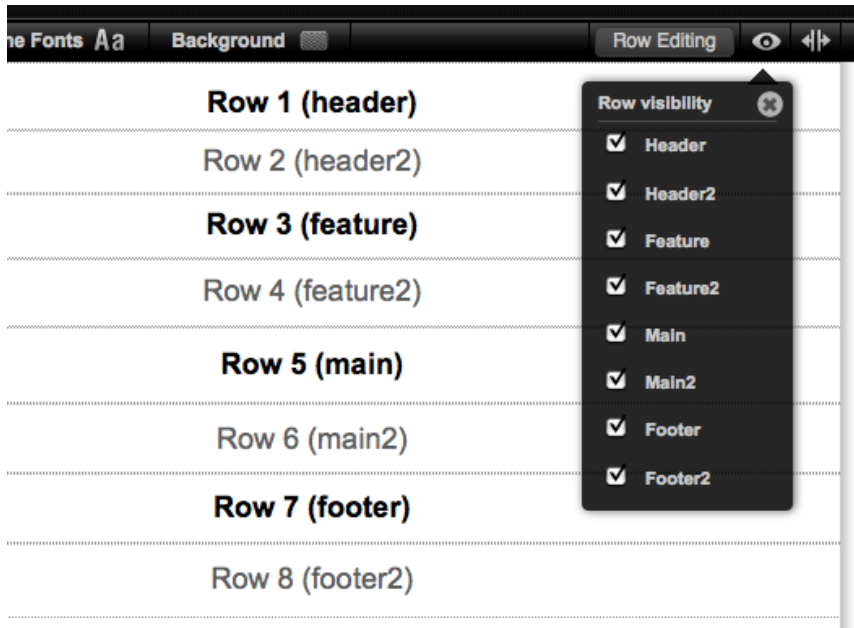 ne Fonts Aa Background Row Editing
Row 1 (header)
Row 2 (header2)
Row 3 (feature)
Row 4 (feature2)
Row 5 (main)
Row 6 (main2)
Row 7 (footer)
Row 8 (footer2)
Row visibility
Header
Header2
Feature
Feature2
Main
Main2
Footer
Footer2